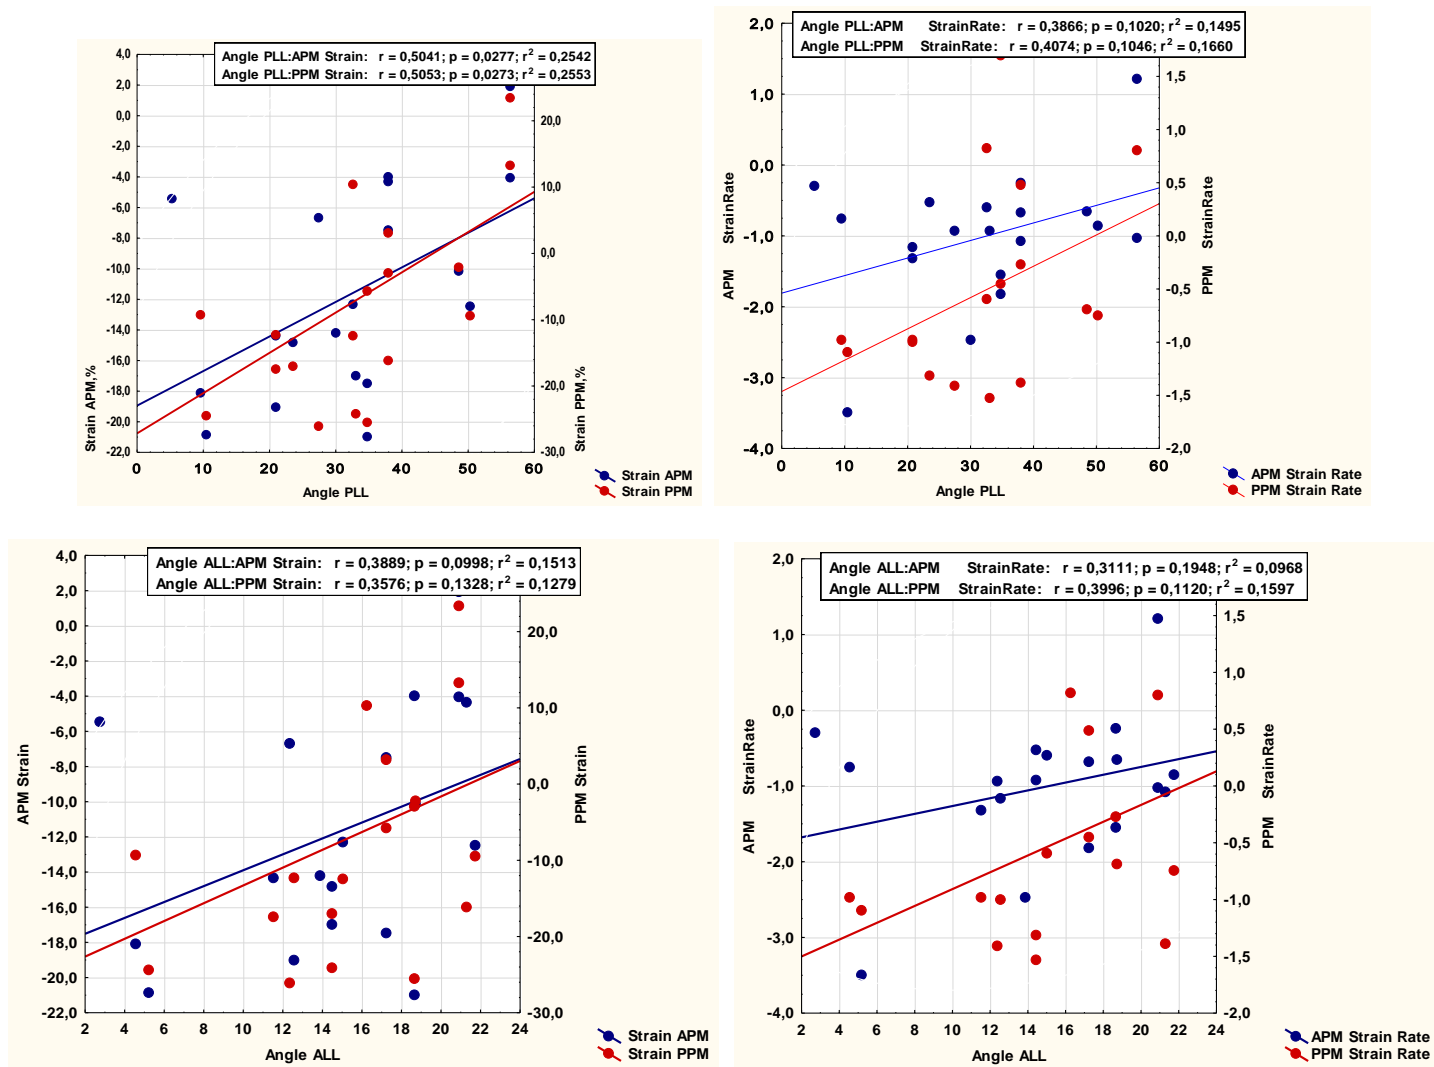 Angle PLL:APM Strain: r = 0,5041; p = 0,0277; r² = 0,2542
Angle PLL:PPM Strain: r = 0,5053; p = 0,0273; r² = 0,2553
4,0
2,0
0,0
-2,0
-4,0
-6,0
-8,0
-10,0
-12,0
-14,0
-16,0
-18,0
-20,0
-22,0
Strain APM,%
20,0
10,0
0,0
-10,0
-20,0
-30,0
Strain PPM,%
0 10 20 30 40 50 60
Angle PLL
Strain APM
Strain PPM
Angle PLL:APM StrainRate: r = 0,3866; p = 0,1020; r² = 0,1495
Angle PLL:PPM StrainRate: r = 0,4074; p = 0,1046; r² = 0,1660
2,0
1,0
0,0
-1,0
-2,0
-3,0
-4,0
APM StrainRate
1,5
1,0
0,5
0,0
-0,5
-1,0
-1,5
-2,0
PPM StrainRate
0 10 20 30 40 50 60
Angle PLL
APM Strain Rate
PPM Strain Rate
Angle ALL:APM Strain: r = 0,3889; p = 0,0998; r² = 0,1513
Angle ALL:PPM Strain: r = 0,3576; p = 0,1328; r² = 0,1279
4,0
2,0
0,0
-2,0
-4,0
-6,0
-8,0
-10,0
-12,0
-14,0
-16,0
-18,0
-20,0
-22,0
APM Strain
20,0
10,0
0,0
-10,0
-20,0
-30,0
PPM Strain
2 4 6 8 10 12 14 16 18 20 22 24
Angle ALL
Strain APM
Strain PPM
Angle ALL:APM StrainRate: r = 0,3111; p = 0,1948; r² = 0,0968
Angle ALL:PPM StrainRate: r = 0,3996; p = 0,1120; r² = 0,1597
2,0
1,0
0,0
-1,0
-2,0
-3,0
-4,0
APM StrainRate
1,5
1,0
0,5
0,0
-0,5
-1,0
-1,5
-2,0
PPM StrainRate
2 4 6 8 10 12 14 16 18 20 22 24
Angle ALL
APM Strain Rate
PPM Strain Rate